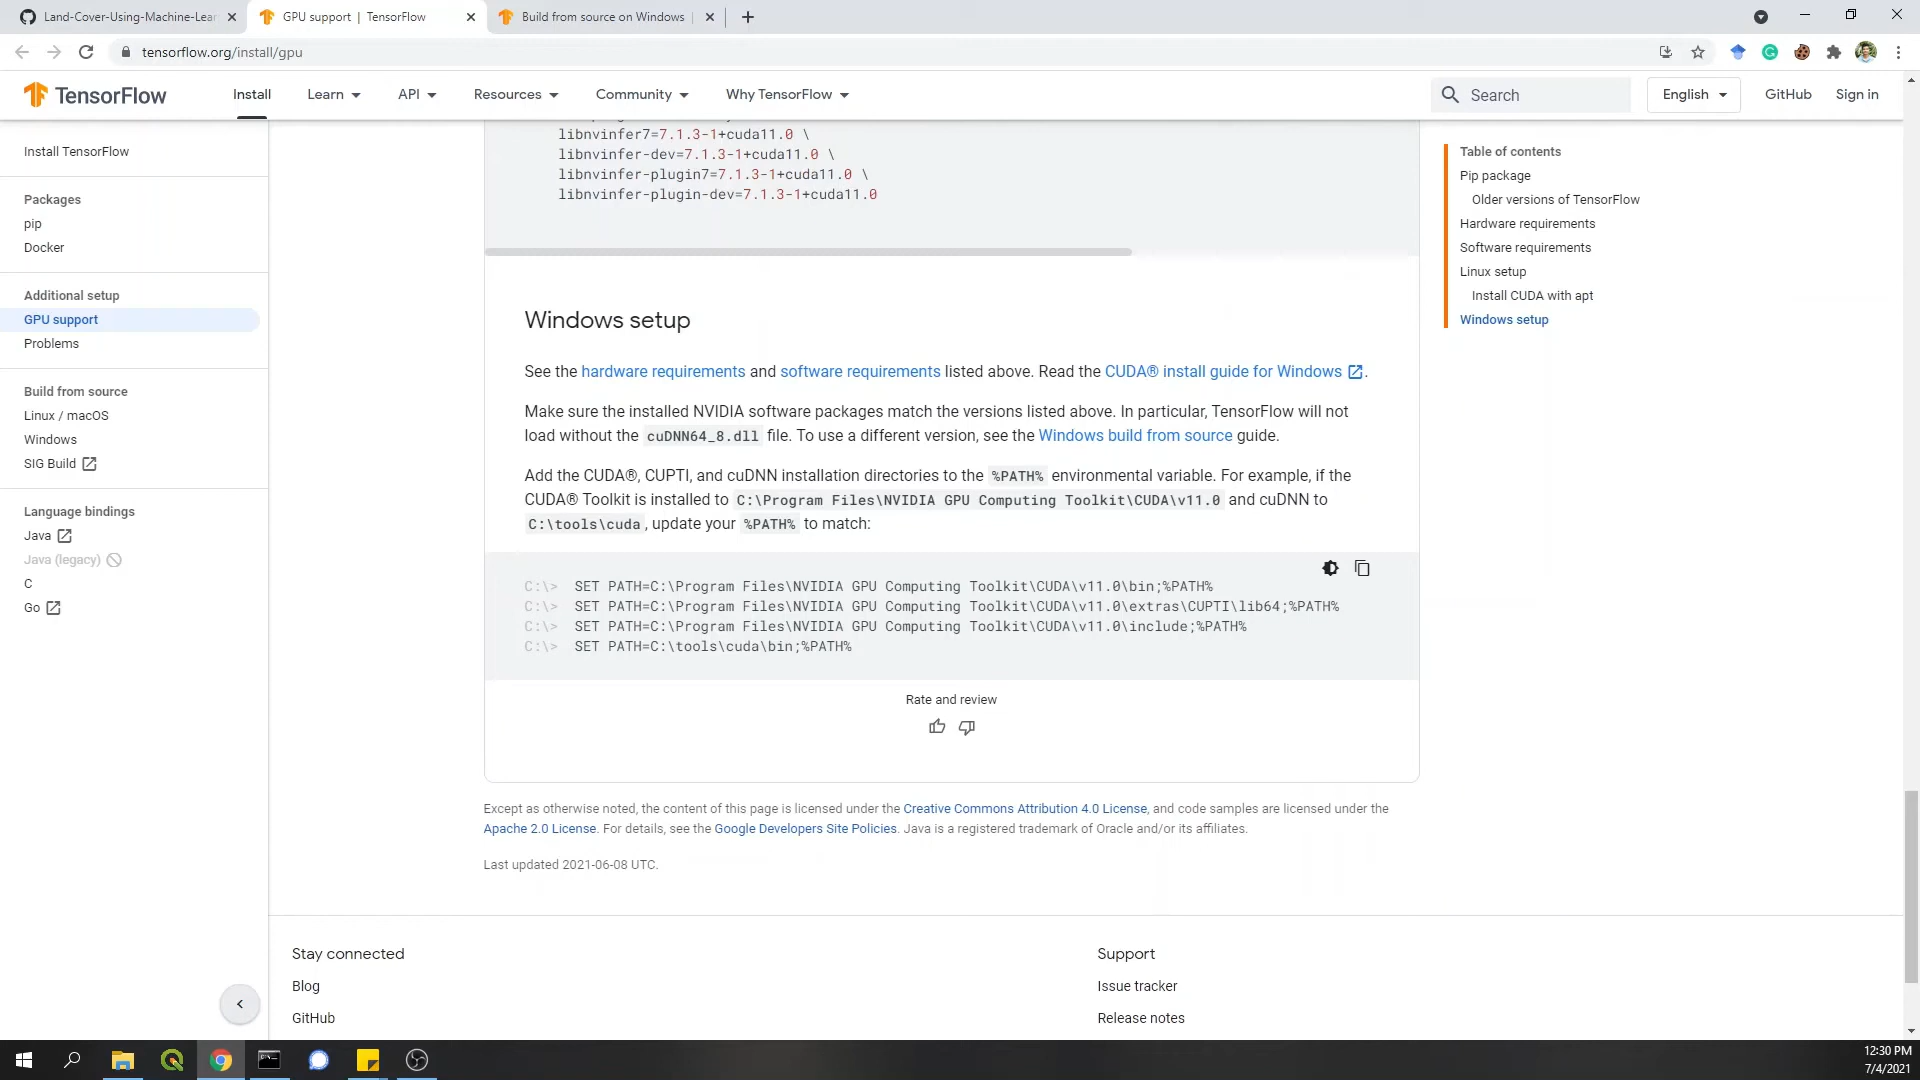 Land-Cover-Using-Machine-Lear
GPU support | TensorFlow
Build from source on Windows
tensorflow.org/install/gpu
TensorFlow
Install
Learn
API
Resources
Community
Why TensorFlow
Search
English
GitHub
Sign in
Install TensorFlow
Packages
pip
Docker
Additional setup
GPU support
Problems
Build from source
Linux / macOS
Windows
SIG Build
Language bindings
Java
Java (legacy)
C
Go
libnvinfer7=7.1.3-1+cuda11.0 \
libnvinfer-dev=7.1.3-1+cuda11.0 \
libnvinfer-plugin7=7.1.3-1+cuda11.0 \
libnvinfer-plugin-dev=7.1.3-1+cuda11.0
Windows setup
See the hardware requirements and software requirements listed above. Read the CUDA® install guide for Windows .
Make sure the installed NVIDIA software packages match the versions listed above. In particular, TensorFlow will not
load without the cuDNN64_8.dll file. To use a different version, see the Windows build from source guide.
Add the CUDA®, CUPTI, and cuDNN installation directories to the %PATH% environmental variable. For example, if the
CUDA® Toolkit is installed to C:\Program Files\NVIDIA GPU Computing Toolkit\CUDA\v11.0 and cuDNN to
C:\tools\cuda, update your %PATH% to match:
C:\> SET PATH=C:\Program Files\NVIDIA GPU Computing Toolkit\CUDA\v11.0\bin;%PATH%
C:\> SET PATH=C:\Program Files\NVIDIA GPU Computing Toolkit\CUDA\v11.0\extras\CUPTI\lib64;%PATH%
C:\> SET PATH=C:\Program Files\NVIDIA GPU Computing Toolkit\CUDA\v11.0\include;%PATH%
C:\> SET PATH=C:\tools\cuda\bin;%PATH%
Rate and review
Except as otherwise noted, the content of this page is licensed under the Creative Commons Attribution 4.0 License, and code samples are licensed under the
Apache 2.0 License. For details, see the Google Developers Site Policies. Java is a registered trademark of Oracle and/or its affiliates.
Last updated 2021-06-08 UTC.
Table of contents
Pip package
Older versions of TensorFlow
Hardware requirements
Software requirements
Linux setup
Install CUDA with apt
Windows setup
Stay connected
Blog
GitHub
Support
Issue tracker
Release notes
12:30 PM
7/4/2021